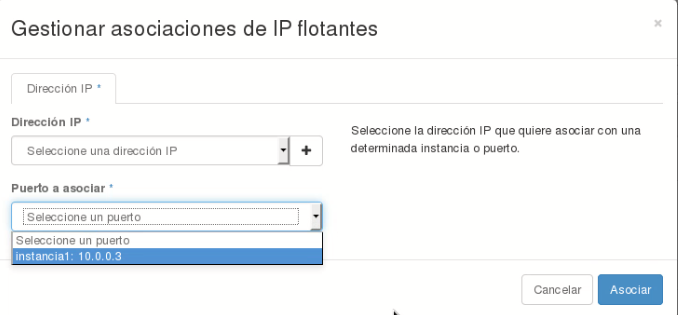 Gestionar asociaciones de IP flotantes
×
Dirección IP *
Dirección IP *
Seleccione una dirección IP
+
Seleccione la dirección IP que quiere asociar con una
determinada instancia o puerto.
Puerto a asociar *
Seleccione un puerto
Seleccione un puerto
instancia1: 10.0.0.3
Cancelar
Asociar